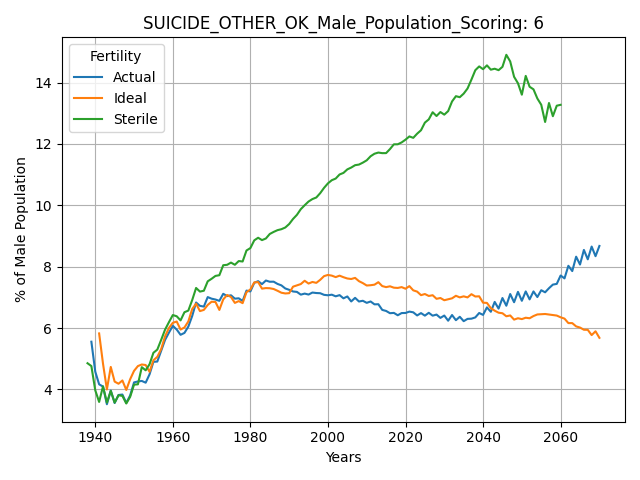 SUICIDE_OTHER_OK_Male_Population_Scoring: 6
Fertility
Actual
Ideal
Sterile
% of Male Population
14
12
10
8
6
4
1940 1960 1980 2000 2020 2040 2060
Years